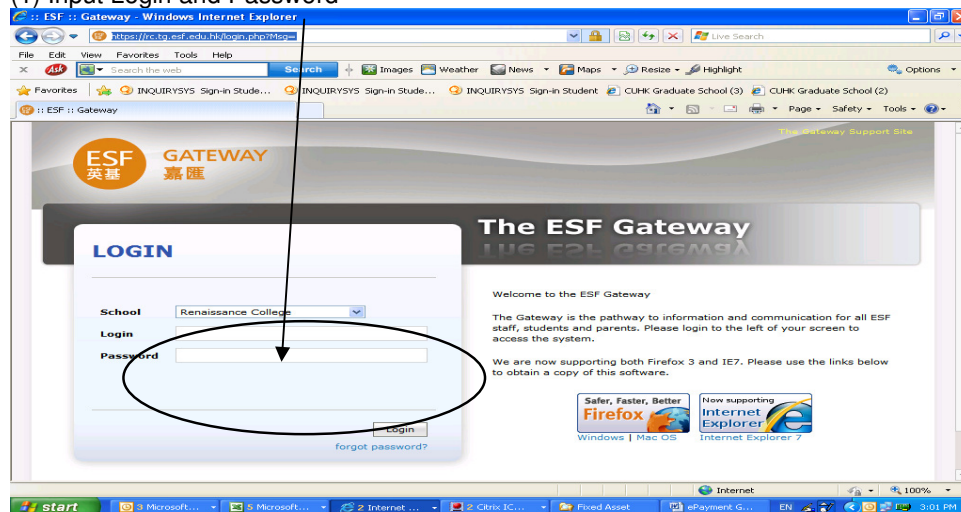 (1) Input Login and Password
:: ESF :: Gateway - Windows Internet Explorer
https://rc.tg.esf.edu.hk/login.php?Msg=
Live Search
File Edit View Favorites Tools Help
Ask Search the web Search Images Weather News Maps Resize Highlight Options
Favorites INQUIRYSYS Sign-in Stude... INQUIRYSYS Sign-in Stude... INQUIRYSYS Sign-in Student CUHK Graduate School (3) CUHK Graduate School (2)
:: ESF :: Gateway Page Safety Tools
The Gateway Support Site
ESF GATEWAY
英基 嘉匯
The ESF Gateway
LOGIN
School Renaissance College
Login
Password
Login
forgot password?
Welcome to the ESF Gateway
The Gateway is the pathway to information and communication for all ESF
staff, students and parents. Please login to the left of your screen to
access the system.
We are now supporting both Firefox 3 and IE7. Please use the links below
to obtain a copy of this software.
Safer, Faster, Better
Firefox
Windows | Mac OS
Now supporting
Internet
Explorer
Internet Explorer 7
Internet 100%
start 3 Microsoft... 5 Microsoft... 2 Internet ... 2 Citrix IC... Fixed Asset ePayment G... EN 3:01 PM